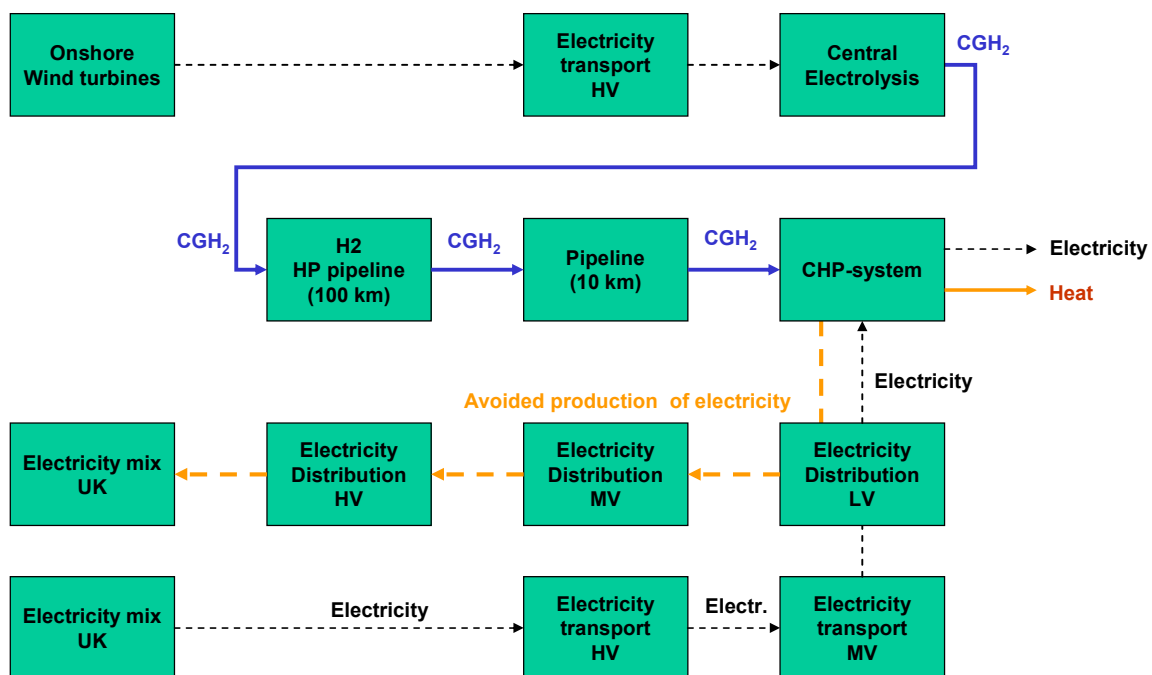 Onshore
Wind turbines
Electricity
transport
HV
Central
Electrolysis
CGH₂
CGH₂
H2
HP pipeline
(100 km)
CGH₂
Pipeline
(10 km)
CGH₂
CHP-system
Electricity
Heat
Electricity
Avoided production of electricity
Electricity mix
UK
Electricity
Distribution
HV
Electricity
Distribution
MV
Electricity
Distribution
LV
Electricity mix
UK
Electricity
Electricity
transport
HV
Electr.
Electricity
transport
MV